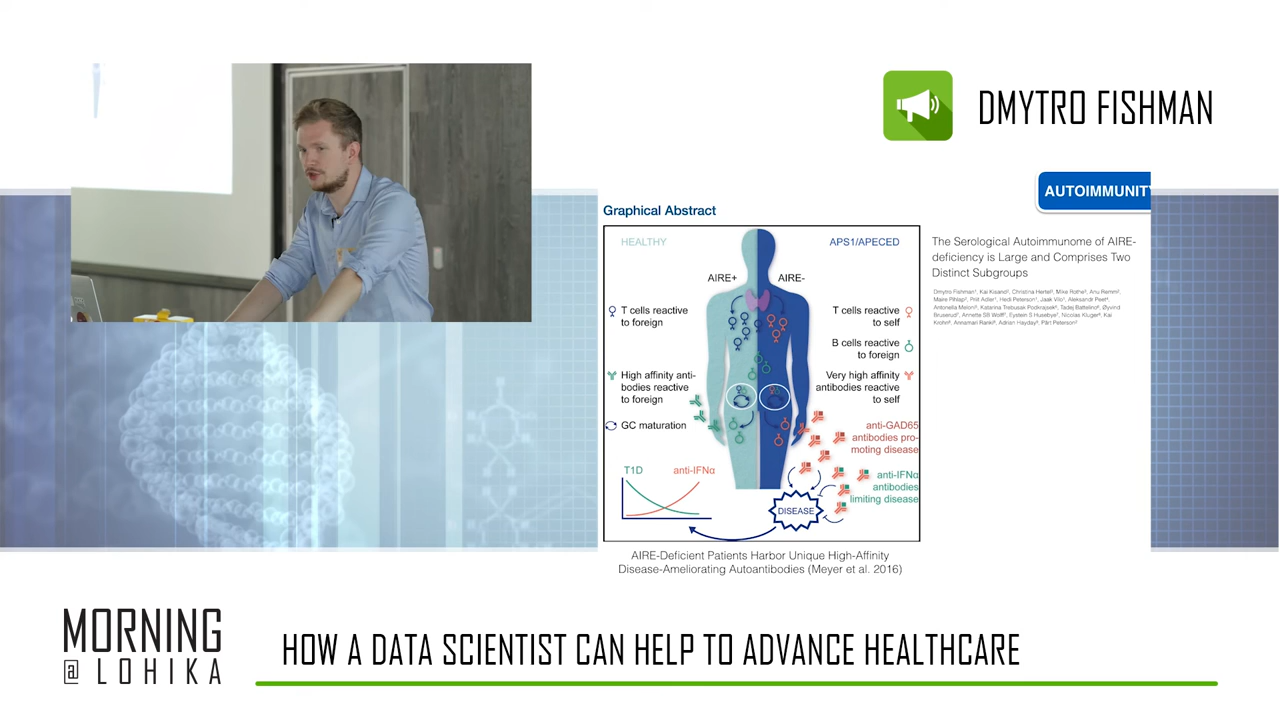 DMYTRO FISHMAN
AUTOIMMUNITY
Graphical Abstract
HEALTHY
APS1/APECED
AIRE+
AIRE-
T cells reactive
to foreign
High affinity anti-
bodies reactive
to foreign
GC maturation
T cells reactive
to self
B cells reactive
to foreign
Very high affinity
antibodies reactive
to self
anti-GAD65
antibodies pro-
moting disease
anti-IFNα
antibodies
limiting disease
T1D
anti-IFNα
DISEASE
AIRE-Deficient Patients Harbor Unique High-Affinity
Disease-Ameliorating Autoantibodies (Meyer et al. 2016)
The Serological Autoimmunome of AIRE-
deficiency is Large and Comprises Two
Distinct Subgroups
MORNING
@ LOHIKA
HOW A DATA SCIENTIST CAN HELP TO ADVANCE HEALTHCARE